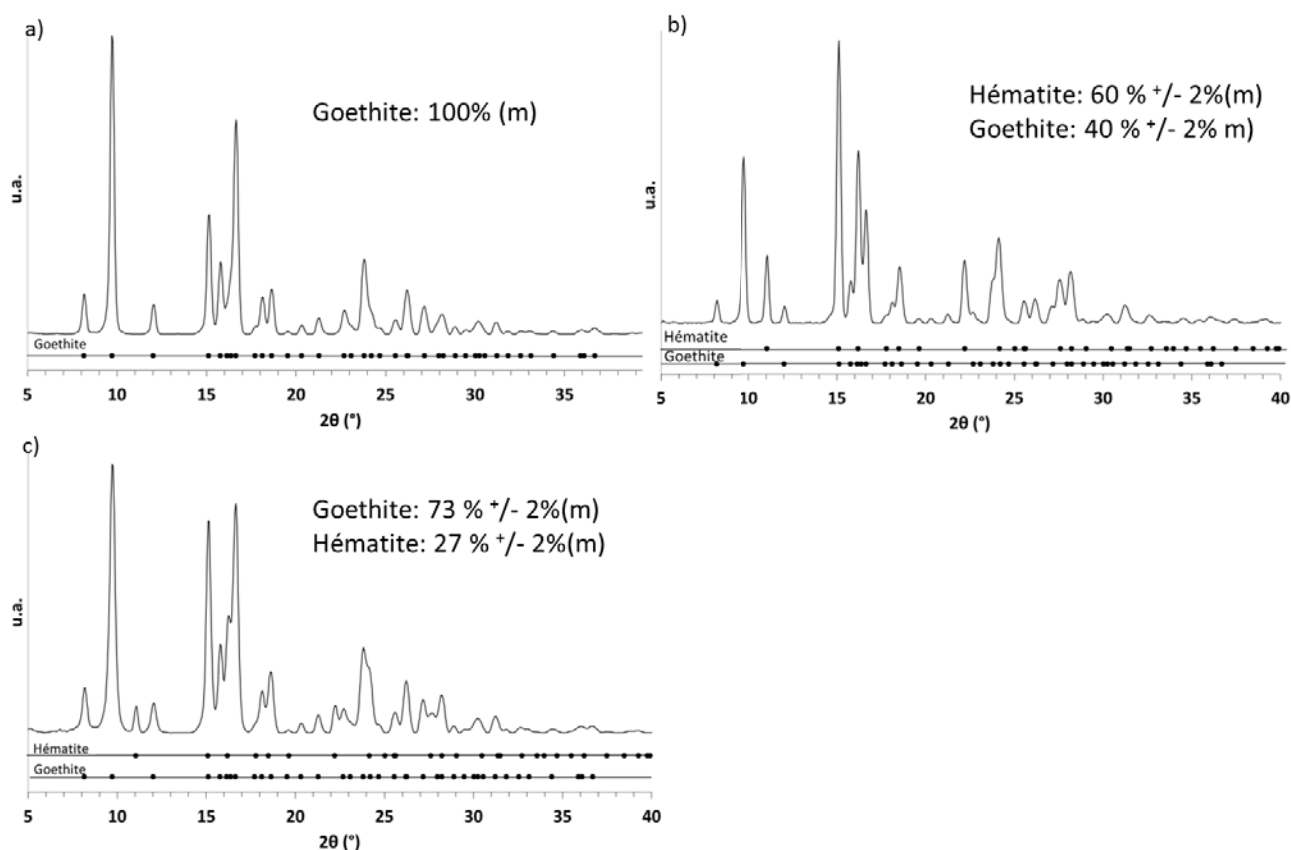 a)
Goethite: 100% (m)
u.a.
Goethite
5 10 15 20 25 30 35
2θ (°)
b)
Hématite: 60 % +/- 2%(m)
Goethite: 40 % +/- 2% m)
u.a.
Hématite
Goethite
5 10 15 20 25 30 35 40
2θ (°)
c)
Goethite: 73 % +/- 2%(m)
Hématite: 27 % +/- 2%(m)
u.a.
Hématite
Goethite
5 10 15 20 25 30 35 40
2θ (°)